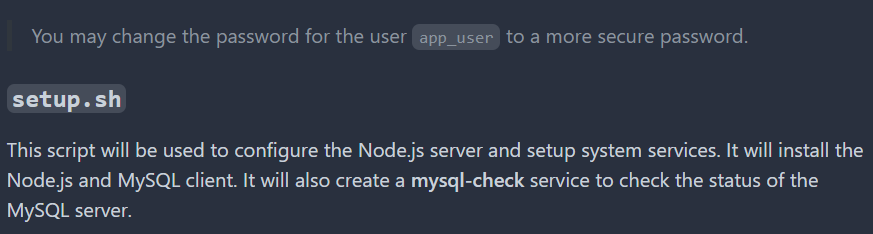 You may change the password for the user app_user to a more secure password.
setup.sh
This script will be used to configure the Node.js server and setup system services. It will install the
Node.js and MySQL client. It will also create a mysql-check service to check the status of the
MySQL server.